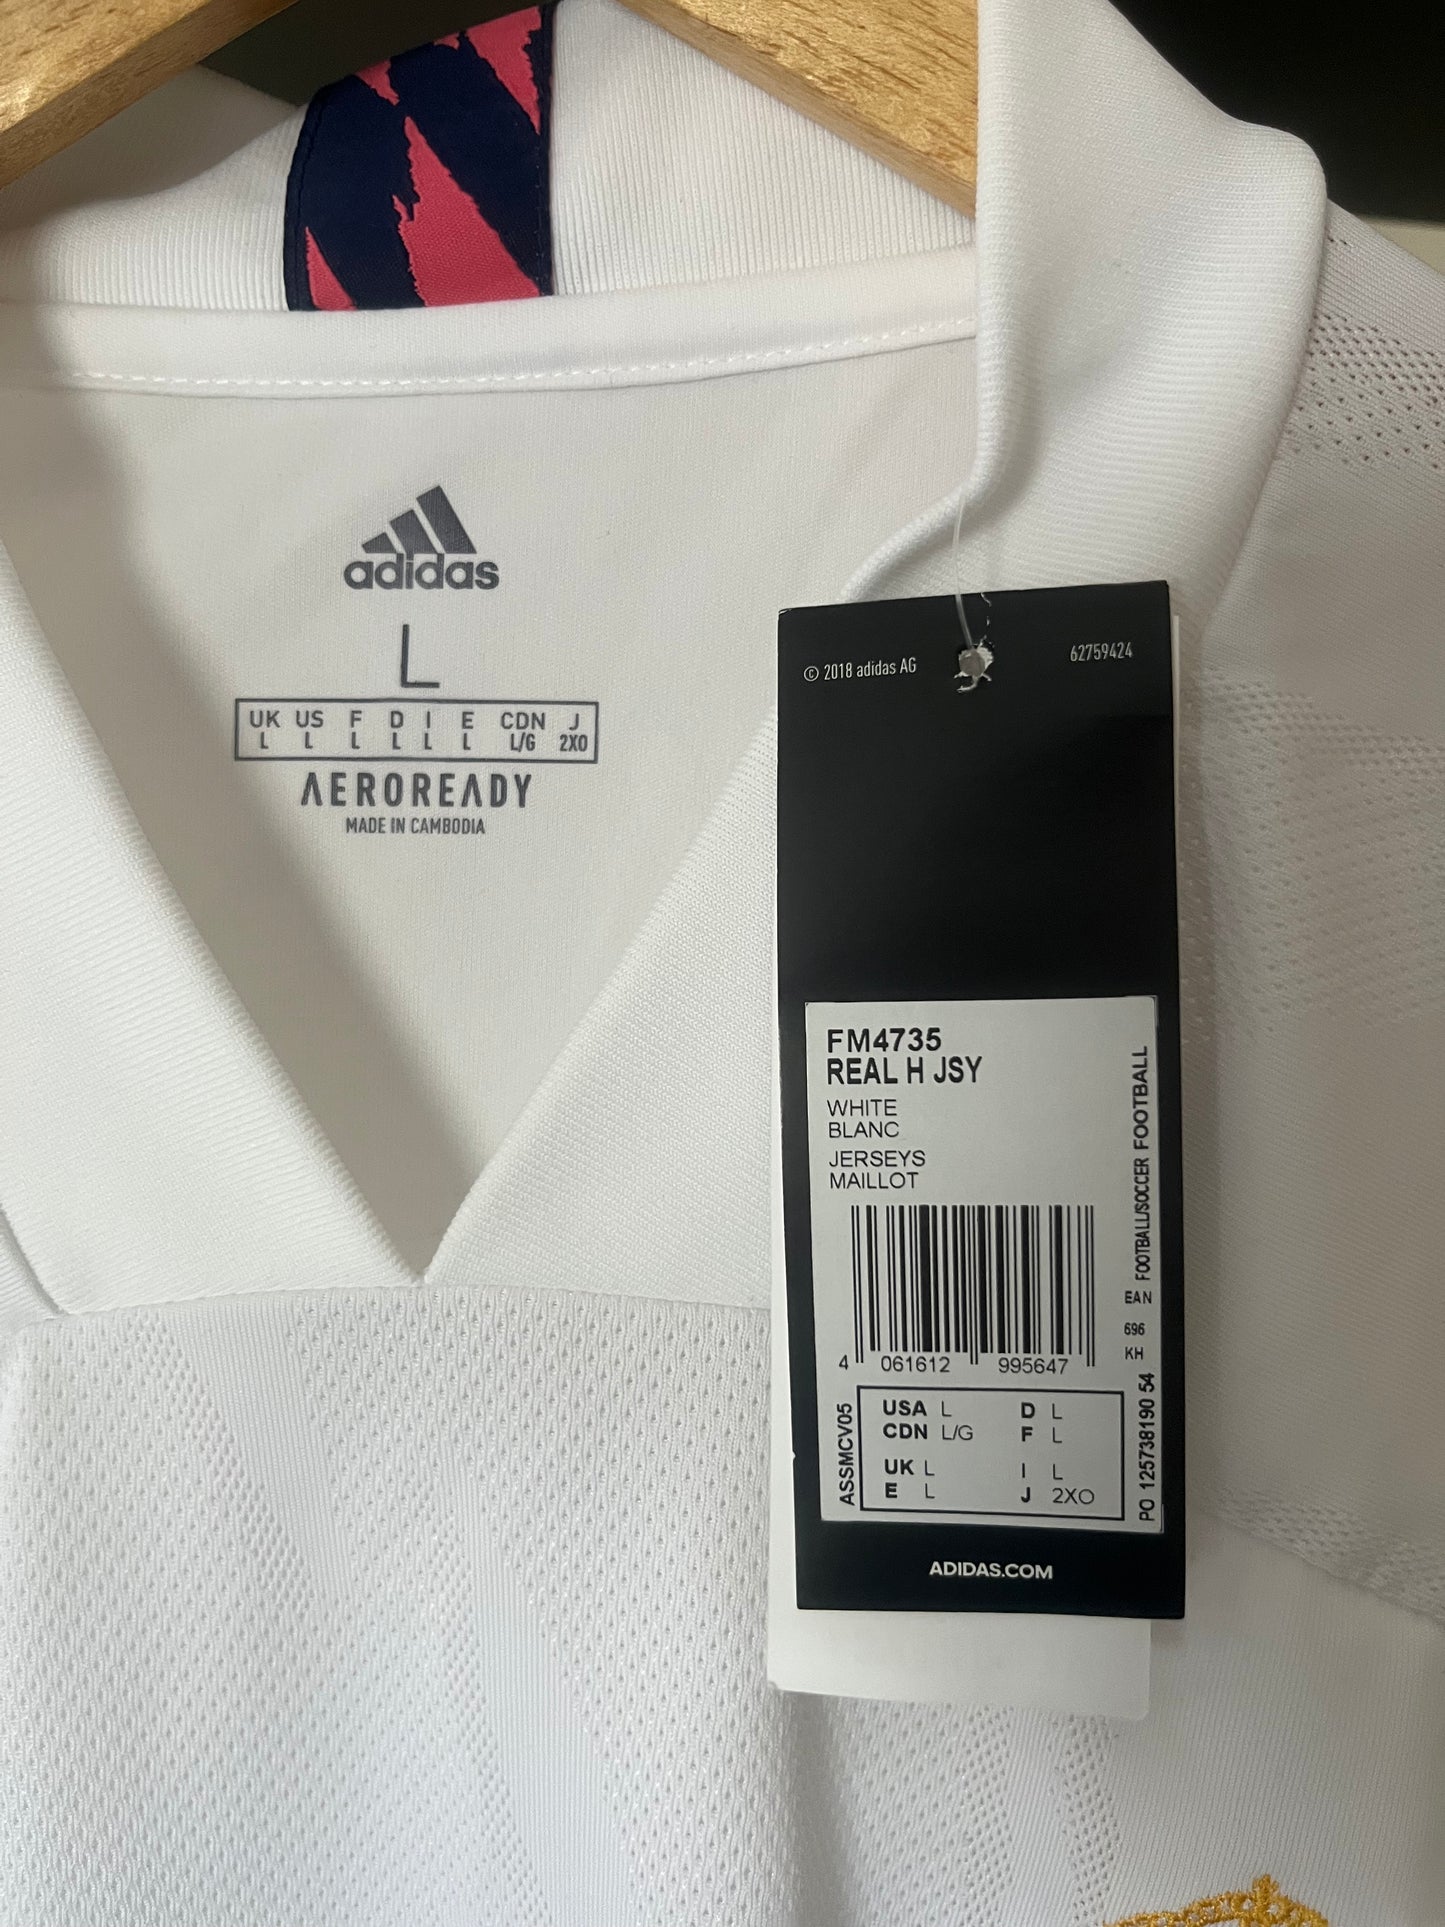 adidas
L
UK US F D I E CDN J
L L L L L L L/G 2XO
AEROREADY
MADE IN CAMBODIA
© 2018 adidas AG
62759424
FM4735
REAL H JSY
WHITE
BLANC
JERSEYS
MAILLOT
4 061612 995647
FOOTBALL/SOCCER FOOTBALL
EAN
696
KH
PO 125738190 54
ASSMCV05
USA L D L
CDN L/G F L
UK L I L
E L J 2XO
ADIDAS.COM